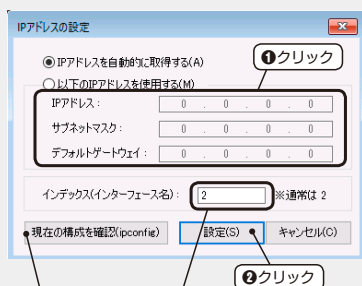 IPアドレスの設定
IPアドレスを自動的に取得する(A)
❶クリック
以下のIPアドレスを使用する(M)
IPアドレス： 0 . 0 . 0 . 0
サブネットマスク： 0 . 0 . 0 . 0
デフォルトゲートウェイ： 0 . 0 . 0 . 0
インデックス(インターフェース名)： 2 ※通常は 2
現在の構成を確認(ipconfig) 設定(S) キャンセル(C)
❷クリック